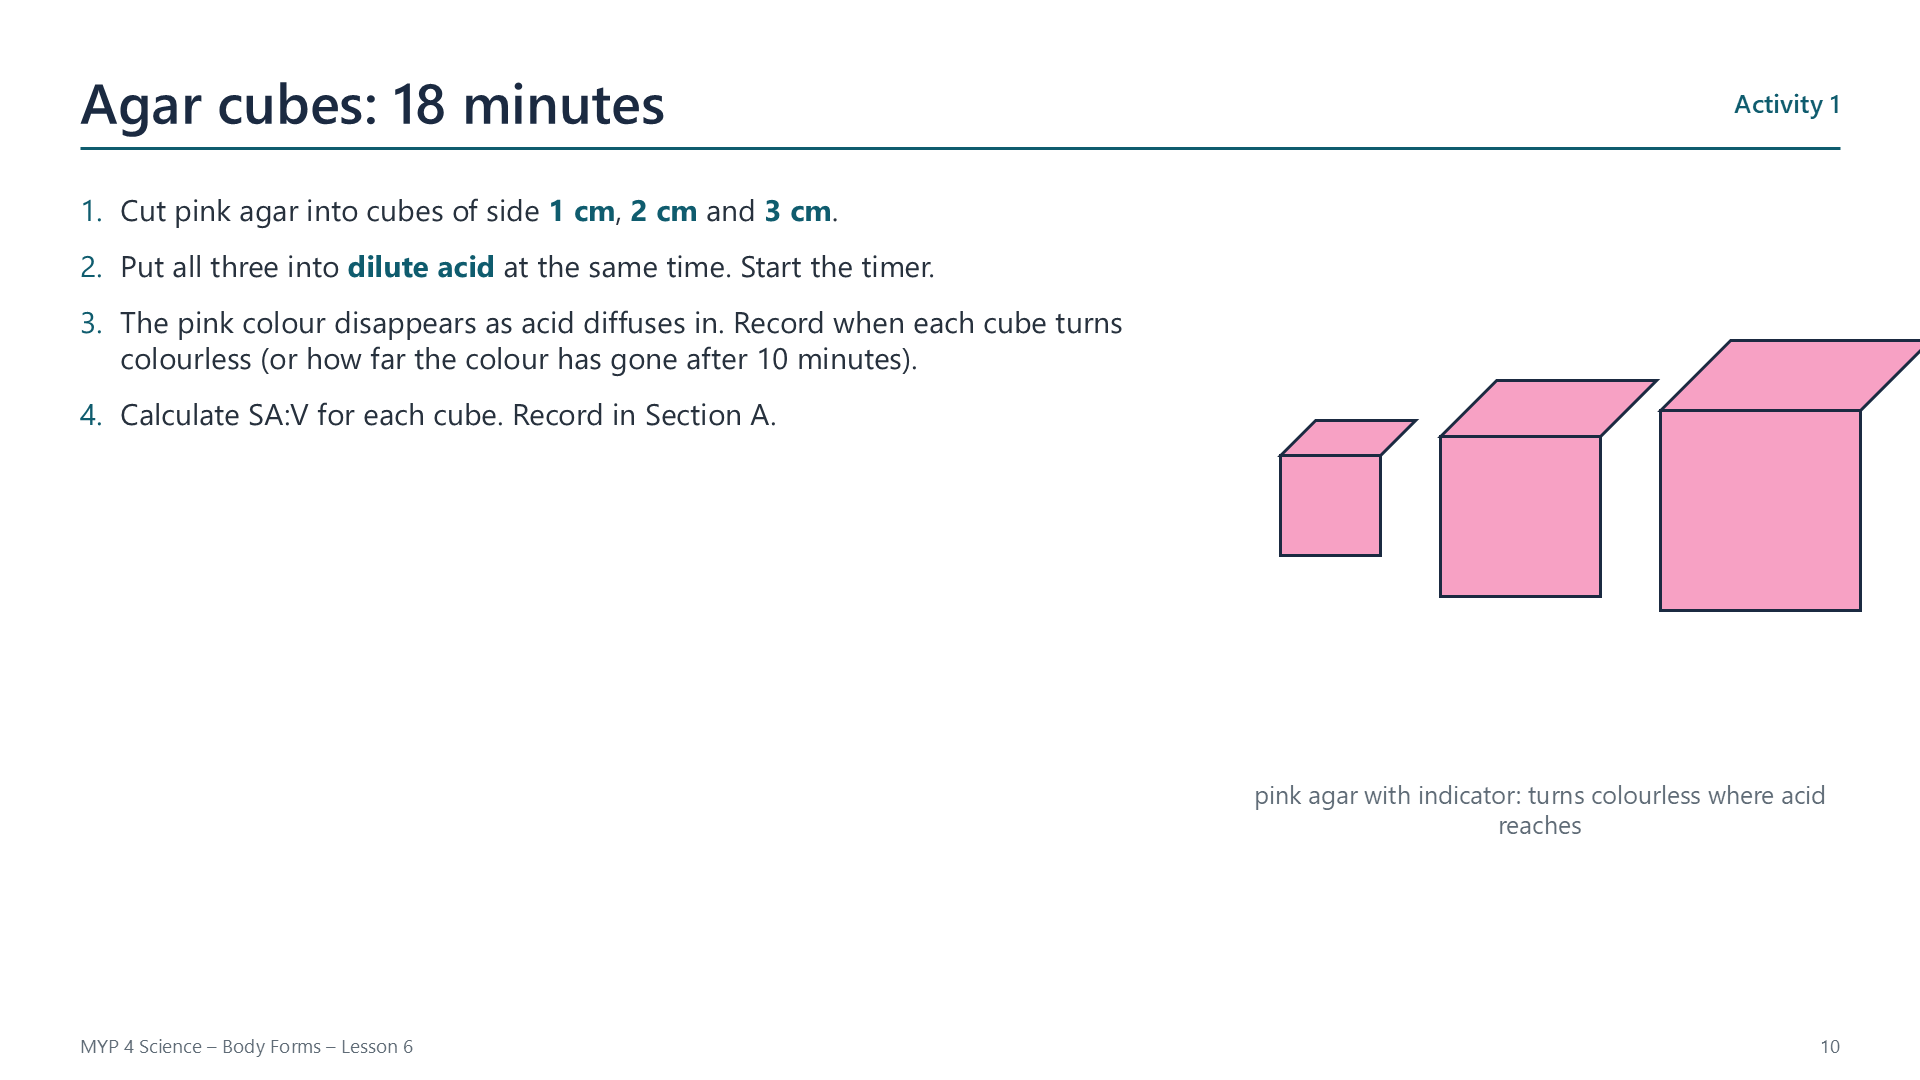 Agar cubes: 18 minutes
Activity 1
1. Cut pink agar into cubes of side 1 cm, 2 cm and 3 cm.
2. Put all three into dilute acid at the same time. Start the timer.
3. The pink colour disappears as acid diffuses in. Record when each cube turns
colourless (or how far the colour has gone after 10 minutes).
4. Calculate SA:V for each cube. Record in Section A.
pink agar with indicator: turns colourless where acid
reaches
MYP 4 Science – Body Forms – Lesson 6
10